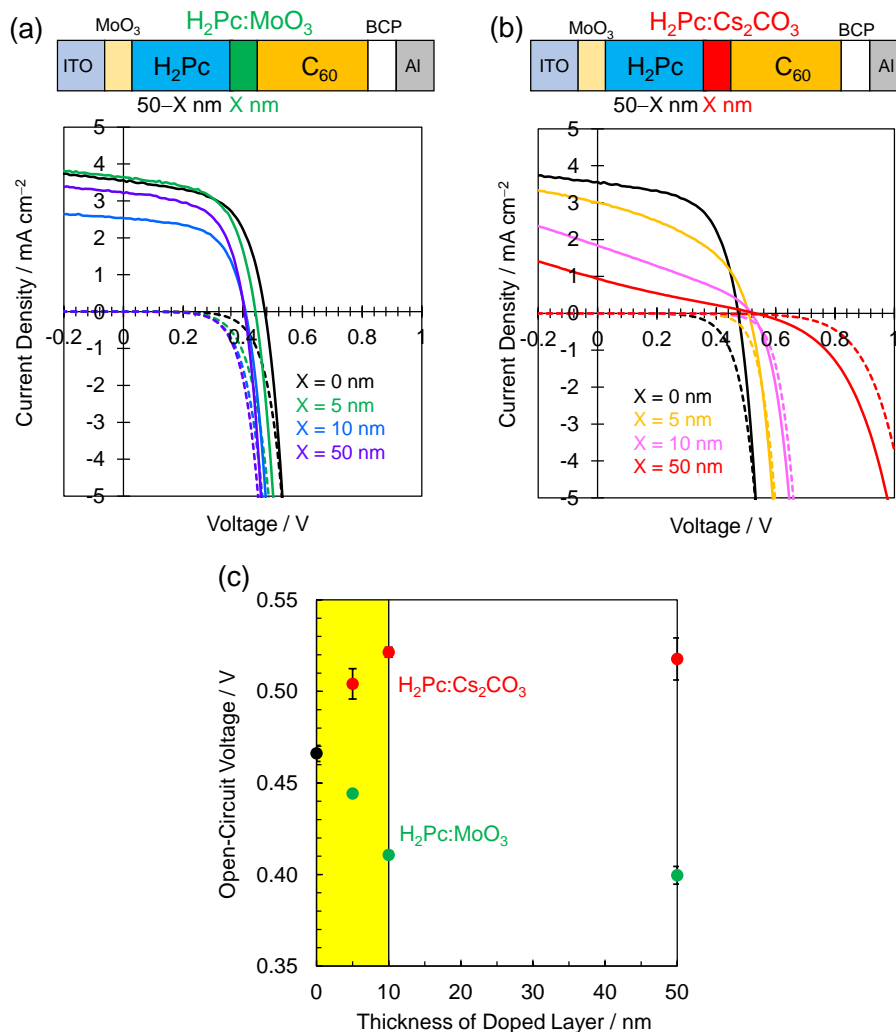 (a)
H₂Pc:MoO₃
MoO₃
BCP
ITO
H₂Pc
C₆₀
Al
50−X nm X nm
5
4
3
2
1
0
-1
-2
-3
-4
-5
-0.2 0 0.2 0.4 0.6 0.8 1
Current Density / mA cm⁻²
Voltage / V
X = 0 nm
X = 5 nm
X = 10 nm
X = 50 nm
(b)
H₂Pc:Cs₂CO₃
MoO₃
BCP
ITO
H₂Pc
C₆₀
Al
50−X nm X nm
5
4
3
2
1
0
-1
-2
-3
-4
-5
-0.2 0 0.2 0.4 0.6 0.8 1
Current Density / mA cm⁻²
Voltage / V
X = 0 nm
X = 5 nm
X = 10 nm
X = 50 nm
(c)
0.55
0.50
0.45
0.40
0.35
Open-Circuit Voltage / V
H₂Pc:Cs₂CO₃
H₂Pc:MoO₃
0 5 10 15 20 25 30 35 40 45 50
Thickness of Doped Layer / nm